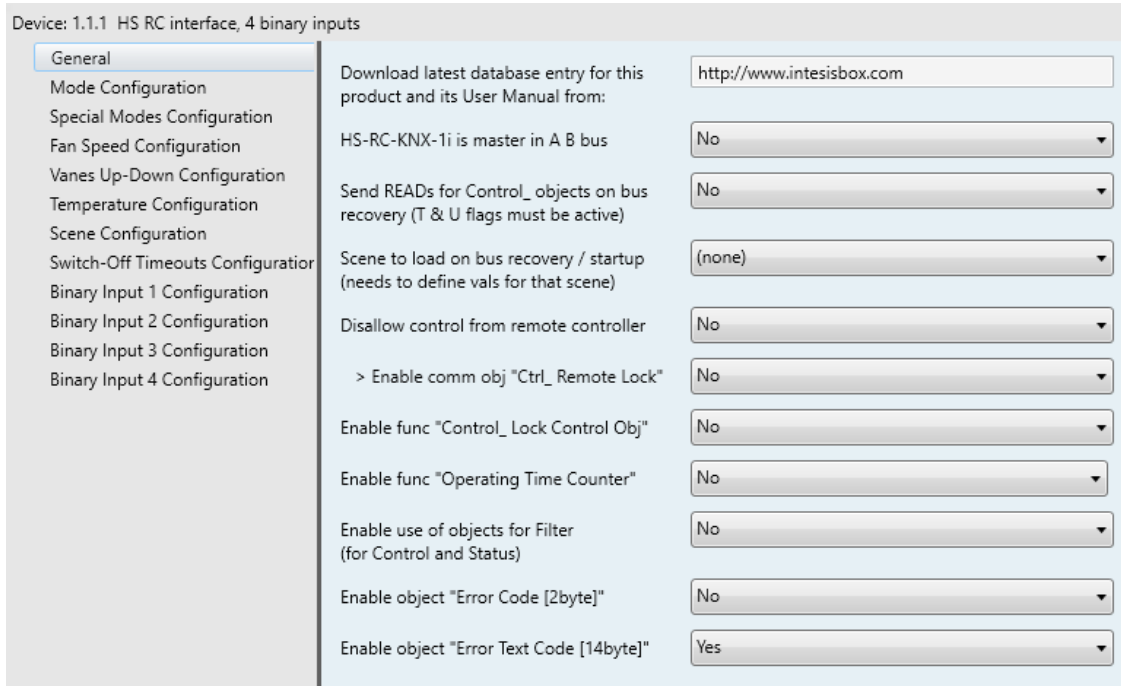 Device: 1.1.1 HS RC interface, 4 binary inputs
General
Mode Configuration
Special Modes Configuration
Fan Speed Configuration
Vanes Up-Down Configuration
Temperature Configuration
Scene Configuration
Switch-Off Timeouts Configuration
Binary Input 1 Configuration
Binary Input 2 Configuration
Binary Input 3 Configuration
Binary Input 4 Configuration
Download latest database entry for this
product and its User Manual from:
http://www.intesisbox.com
HS-RC-KNX-1i is master in A B bus
No
Send READs for Control_ objects on bus
recovery (T & U flags must be active)
No
Scene to load on bus recovery / startup
(needs to define vals for that scene)
(none)
Disallow control from remote controller
No
> Enable comm obj "Ctrl_ Remote Lock"
No
Enable func "Control_ Lock Control Obj"
No
Enable func "Operating Time Counter"
No
Enable use of objects for Filter
(for Control and Status)
No
Enable object "Error Code [2byte]"
No
Enable object "Error Text Code [14byte]"
Yes